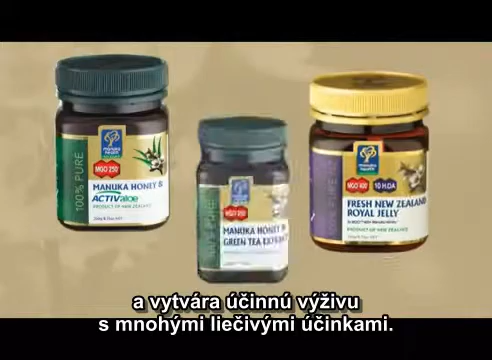 100% PURE
MGO 250
MANUKA HONEY &
ACTIValoe
PRODUCT OF NEW ZEALAND
MGO 250
MANUKA HONEY &
GREEN TEA EXTRACT
MGO 400
10 HDA
FRESH NEW ZEALAND
ROYAL JELLY
PRODUCT OF NEW ZEALAND
a vytvára účinnú výživu
s mnohými liečivými účinkami.